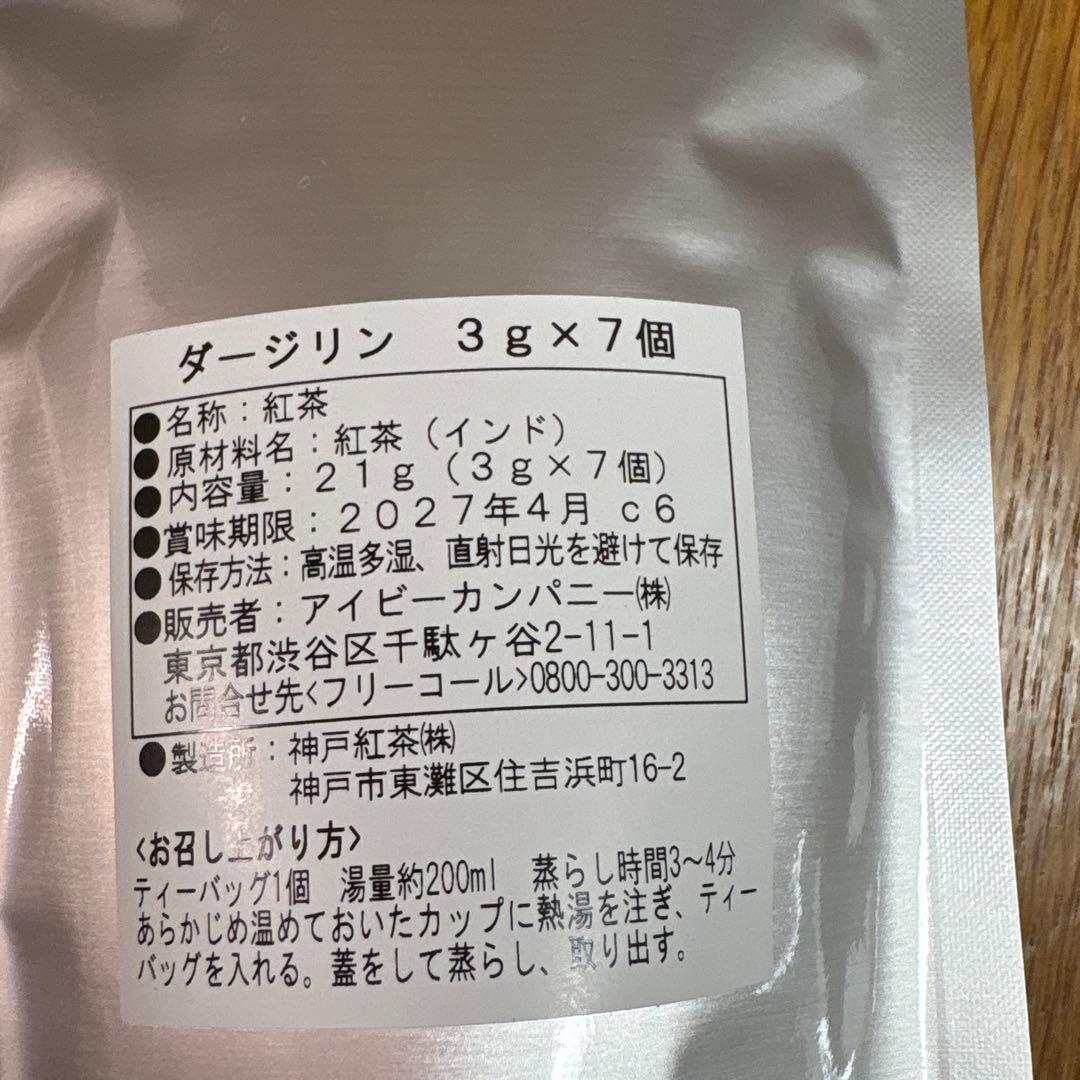 ダージリン　３ｇ×７個
●名称：紅茶
●原材料名：紅茶（インド）
●内容量：２１ｇ（３ｇ×７個）
●賞味期限：２０２７年４月 ｃ６
●保存方法：高温多湿、直射日光を避けて保存
●販売者：アイビーカンパニー㈱
東京都渋谷区千駄ヶ谷2-11-1
お問合せ先<フリーコール>0800-300-3313
●製造所：神戸紅茶㈱
神戸市東灘区住吉浜町16-2
<お召し上がり方>
ティーバッグ1個　湯量約200ml　蒸らし時間3～4分
あらかじめ温めておいたカップに熱湯を注ぎ、ティー
バッグを入れる。蓋をして蒸らし、取り出す。